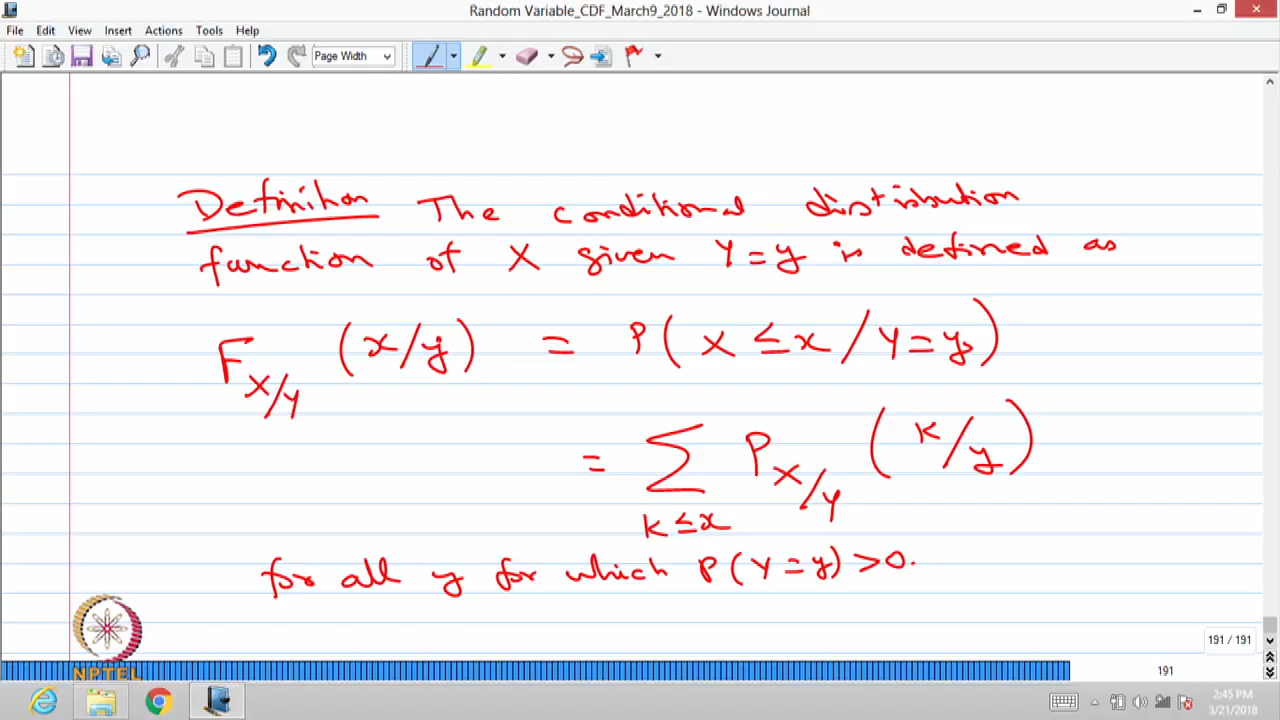 Random Variable_CDF_March9_2018 - Windows Journal
File Edit View Insert Actions Tools Help
Page Width
Definition The conditional distribution
function of X given Y = y is defined as
F_{X/Y} (x/y) = P( X ≤ x / Y = y )
= ∑_{k ≤ x} P_{X/Y} (k/y)
for all y for which P(Y = y) > 0.
191 / 191
NPTEL
191
2:45 PM
3/21/2018